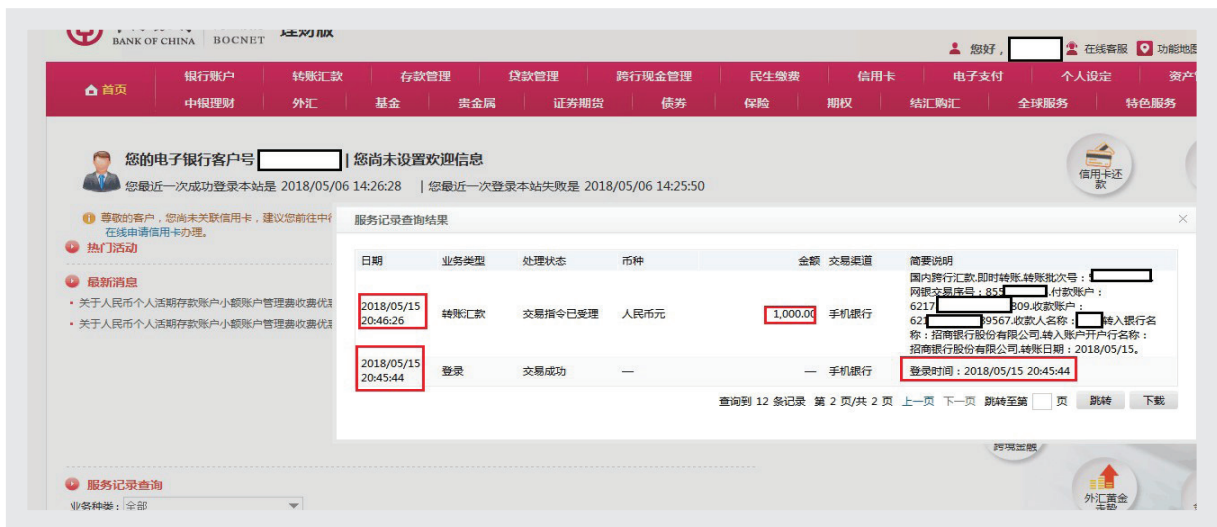 BANK OF CHINA BOCNET 理财版
您好， 在线客服 功能地图
首页
银行账户 转账汇款 存款管理 贷款管理 跨行现金管理 民生缴费 信用卡 电子支付 个人设定 资产
中银理财 外汇 基金 贵金属 证券期货 债券 保险 期权 结汇购汇 全球服务 特色服务
您的电子银行客户号 | 您尚未设置欢迎信息
您最近一次成功登录本站是 2018/05/06 14:26:28 | 您最近一次登录本站失败是 2018/05/06 14:25:50
信用卡还
款
尊敬的客户，您尚未关联信用卡，建议您前往中行
在线申请信用卡办理。
热门活动
最新消息
• 关于人民币个人活期存款账户小额账户管理费收费优惠
• 关于人民币个人活期存款账户小额账户管理费收费优惠
服务记录查询结果 ×
日期 业务类型 处理状态 币种 金额 交易渠道 简要说明
2018/05/15
20:46:26
转账汇款 交易指令已受理 人民币元 1,000.00 手机银行
国内跨行汇款.即时转账.转账批次号：
网银交易序号：855 .付款账户：
6217 809.收款账户：
621 39567.收款人名称： 转入银行名
称：招商银行股份有限公司.转入账户开户行名称：
招商银行股份有限公司.转账日期：2018/05/15。
2018/05/15
20:45:44
登录 交易成功 — — 手机银行 登录时间：2018/05/15 20:45:44
查询到 12 条记录 第 2 页/共 2 页 上一页 下一页 跳转至第 页 跳转 下载
跨境金融
服务记录查询
业务种类：全部
外汇黄金